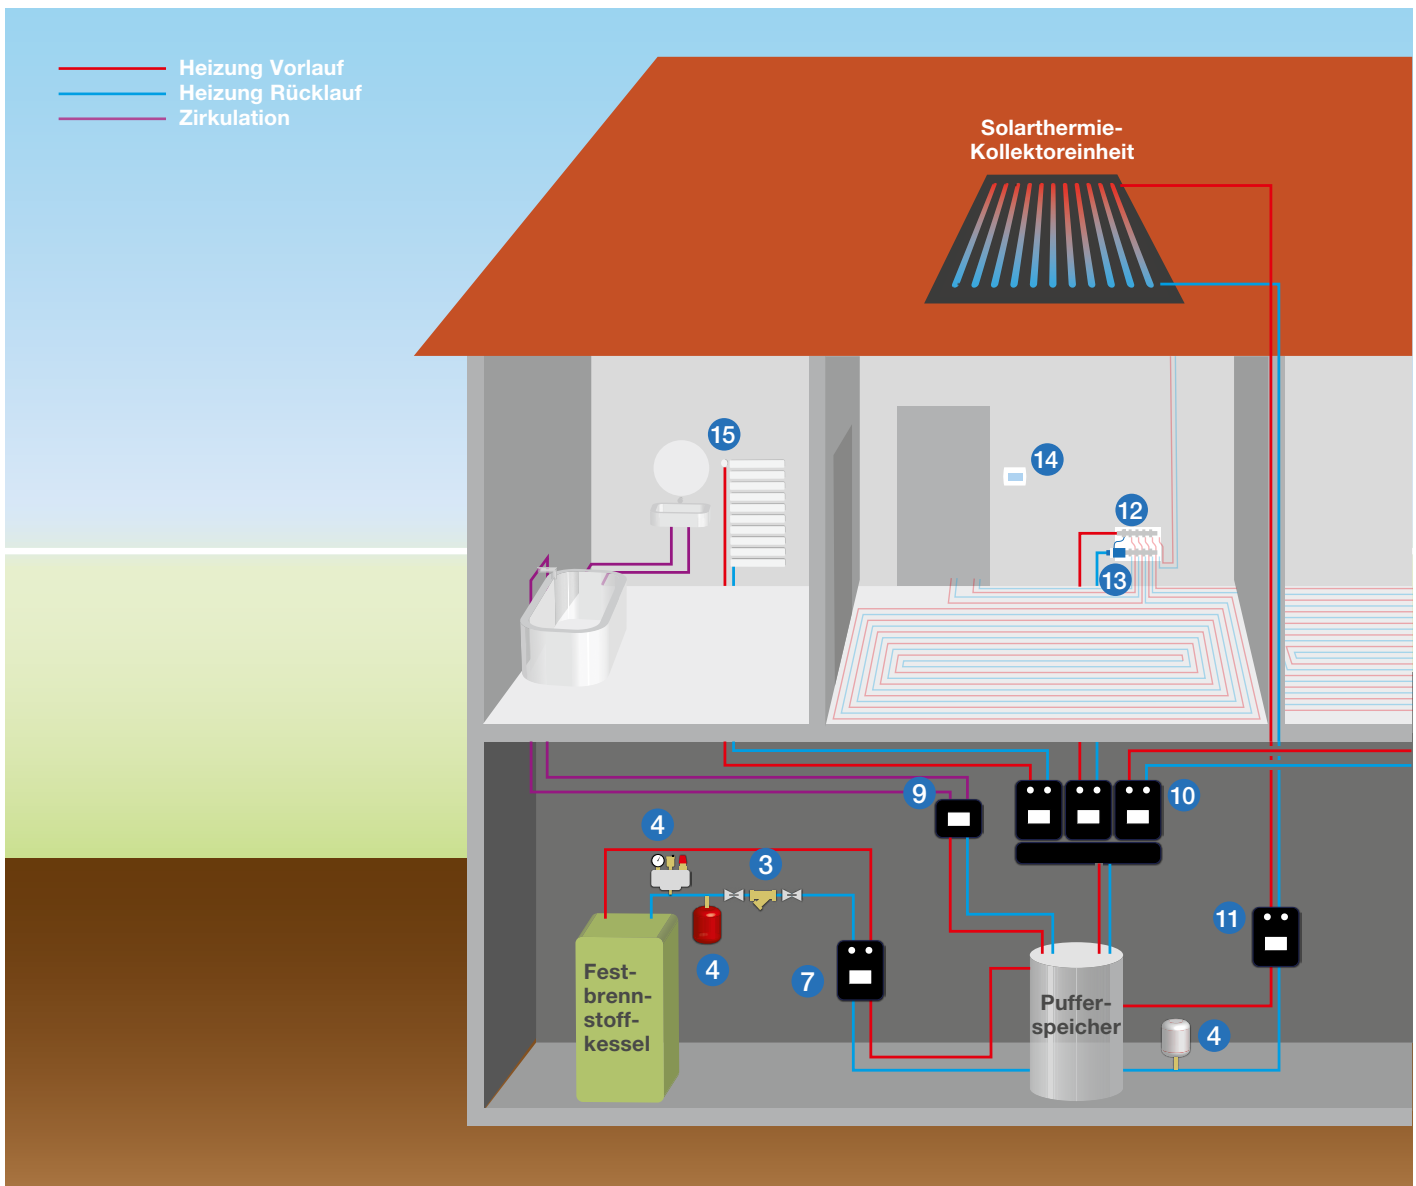 Heizung Vorlauf
Heizung Rücklauf
Zirkulation
Solarthermie-
Kollektoreinheit
15
14
12
13
9
10
4
3
11
4
7
Fest-
brenn-
stoff-
kessel
Puffer-
speicher
4